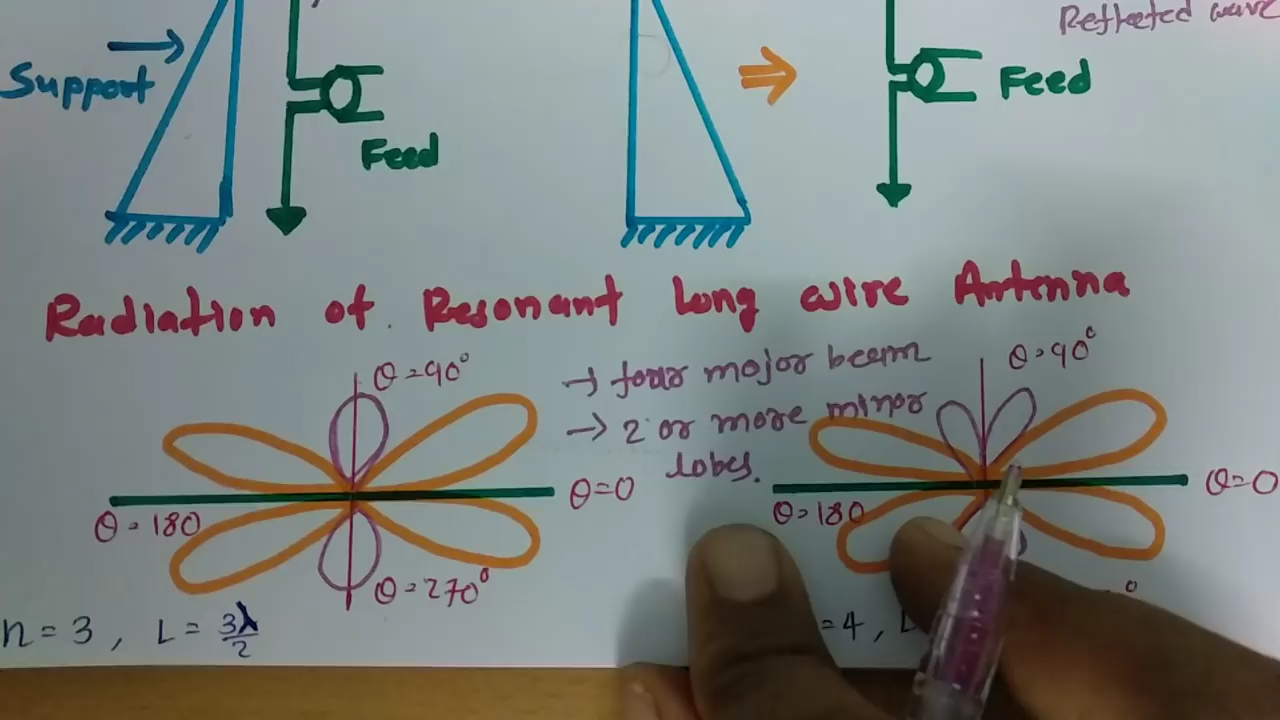 Reflected wave
Support
Feed
Feed
Radiation of Resonant Long wire Antenna
θ = 90°
→ four major beam
→ 2 or more minor
lobes.
θ = 0
θ = 180
θ = 270°
n = 3 , L = 3λ/2
θ = 90°
θ = 0
θ = 180
= 4 , L